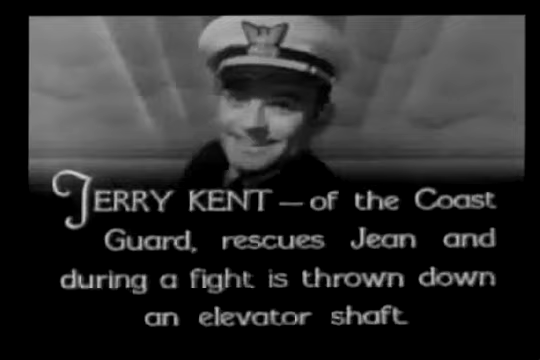 JERRY KENT — of the Coast
Guard, rescues Jean and
during a fight is thrown down
an elevator shaft.